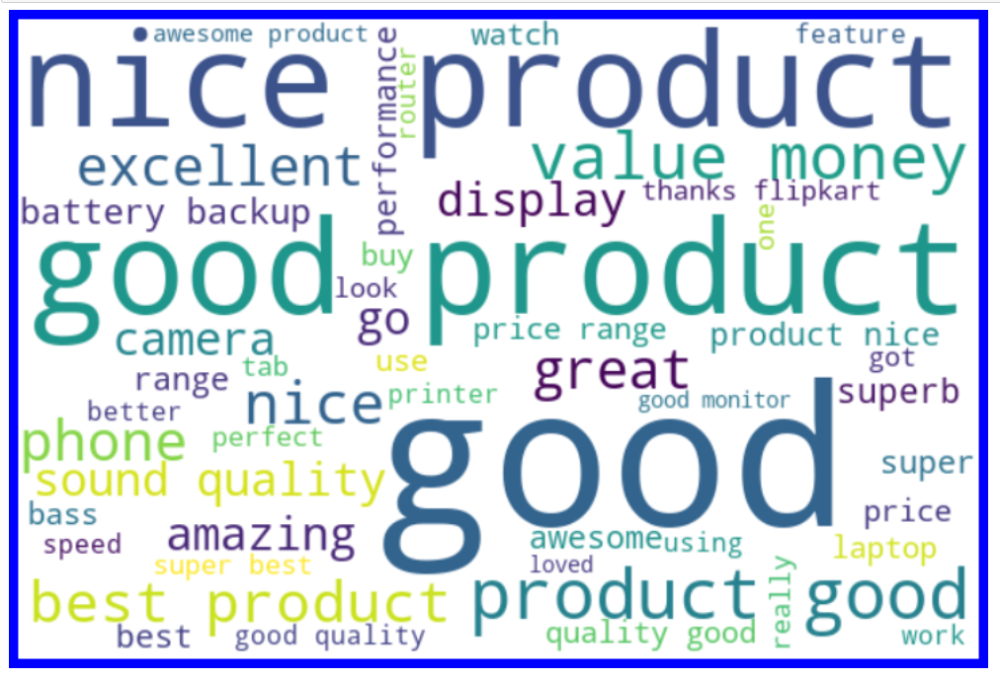 awesome product
performance
router
watch
feature
nice product
excellent
value money
battery backup
display
thanks flipkart
one
good product
buy
look
go
camera
price range
product nice
tab
use
great
got
range
superb
better
nice
printer
good monitor
phone
perfect
good
super
sound quality
bass
price
speed
amazing
awesome
using
laptop
super best
loved
really
best product
product
good
best
good quality
quality good
work